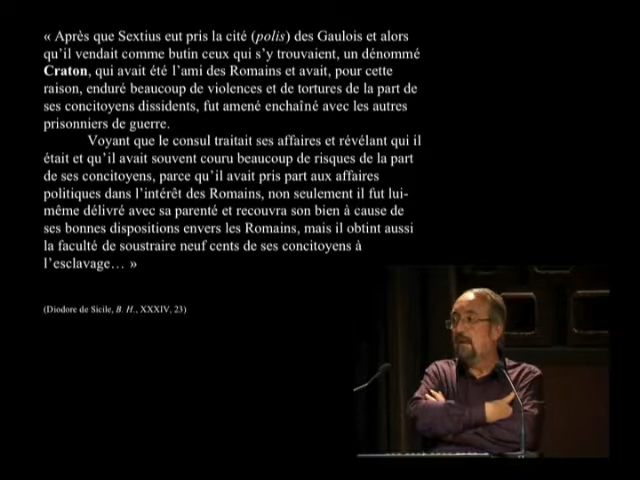 « Après que Sextius eut pris la cité (polis) des Gaulois et alors
qu'il vendait comme butin ceux qui s'y trouvaient, un dénommé
Craton, qui avait été l'ami des Romains et avait, pour cette
raison, enduré beaucoup de violences et de tortures de la part de
ses concitoyens dissidents, fut amené enchaîné avec les autres
prisonniers de guerre.
Voyant que le consul traitait ses affaires et révélant qui il
était et qu'il avait souvent couru beaucoup de risques de la part
de ses concitoyens, parce qu'il avait pris part aux affaires
politiques dans l'intérêt des Romains, non seulement il fut lui-
même délivré avec sa parenté et recouvra son bien à cause de
ses bonnes dispositions envers les Romains, mais il obtint aussi
la faculté de soustraire neuf cents de ses concitoyens à
l'esclavage… »
(Diodore de Sicile, B. H., XXXIV, 23)